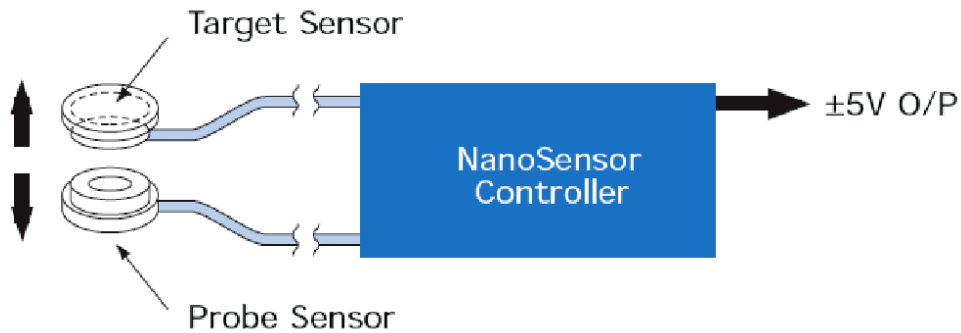 Target Sensor
±5V O/P
NanoSensor
Controller
Probe Sensor